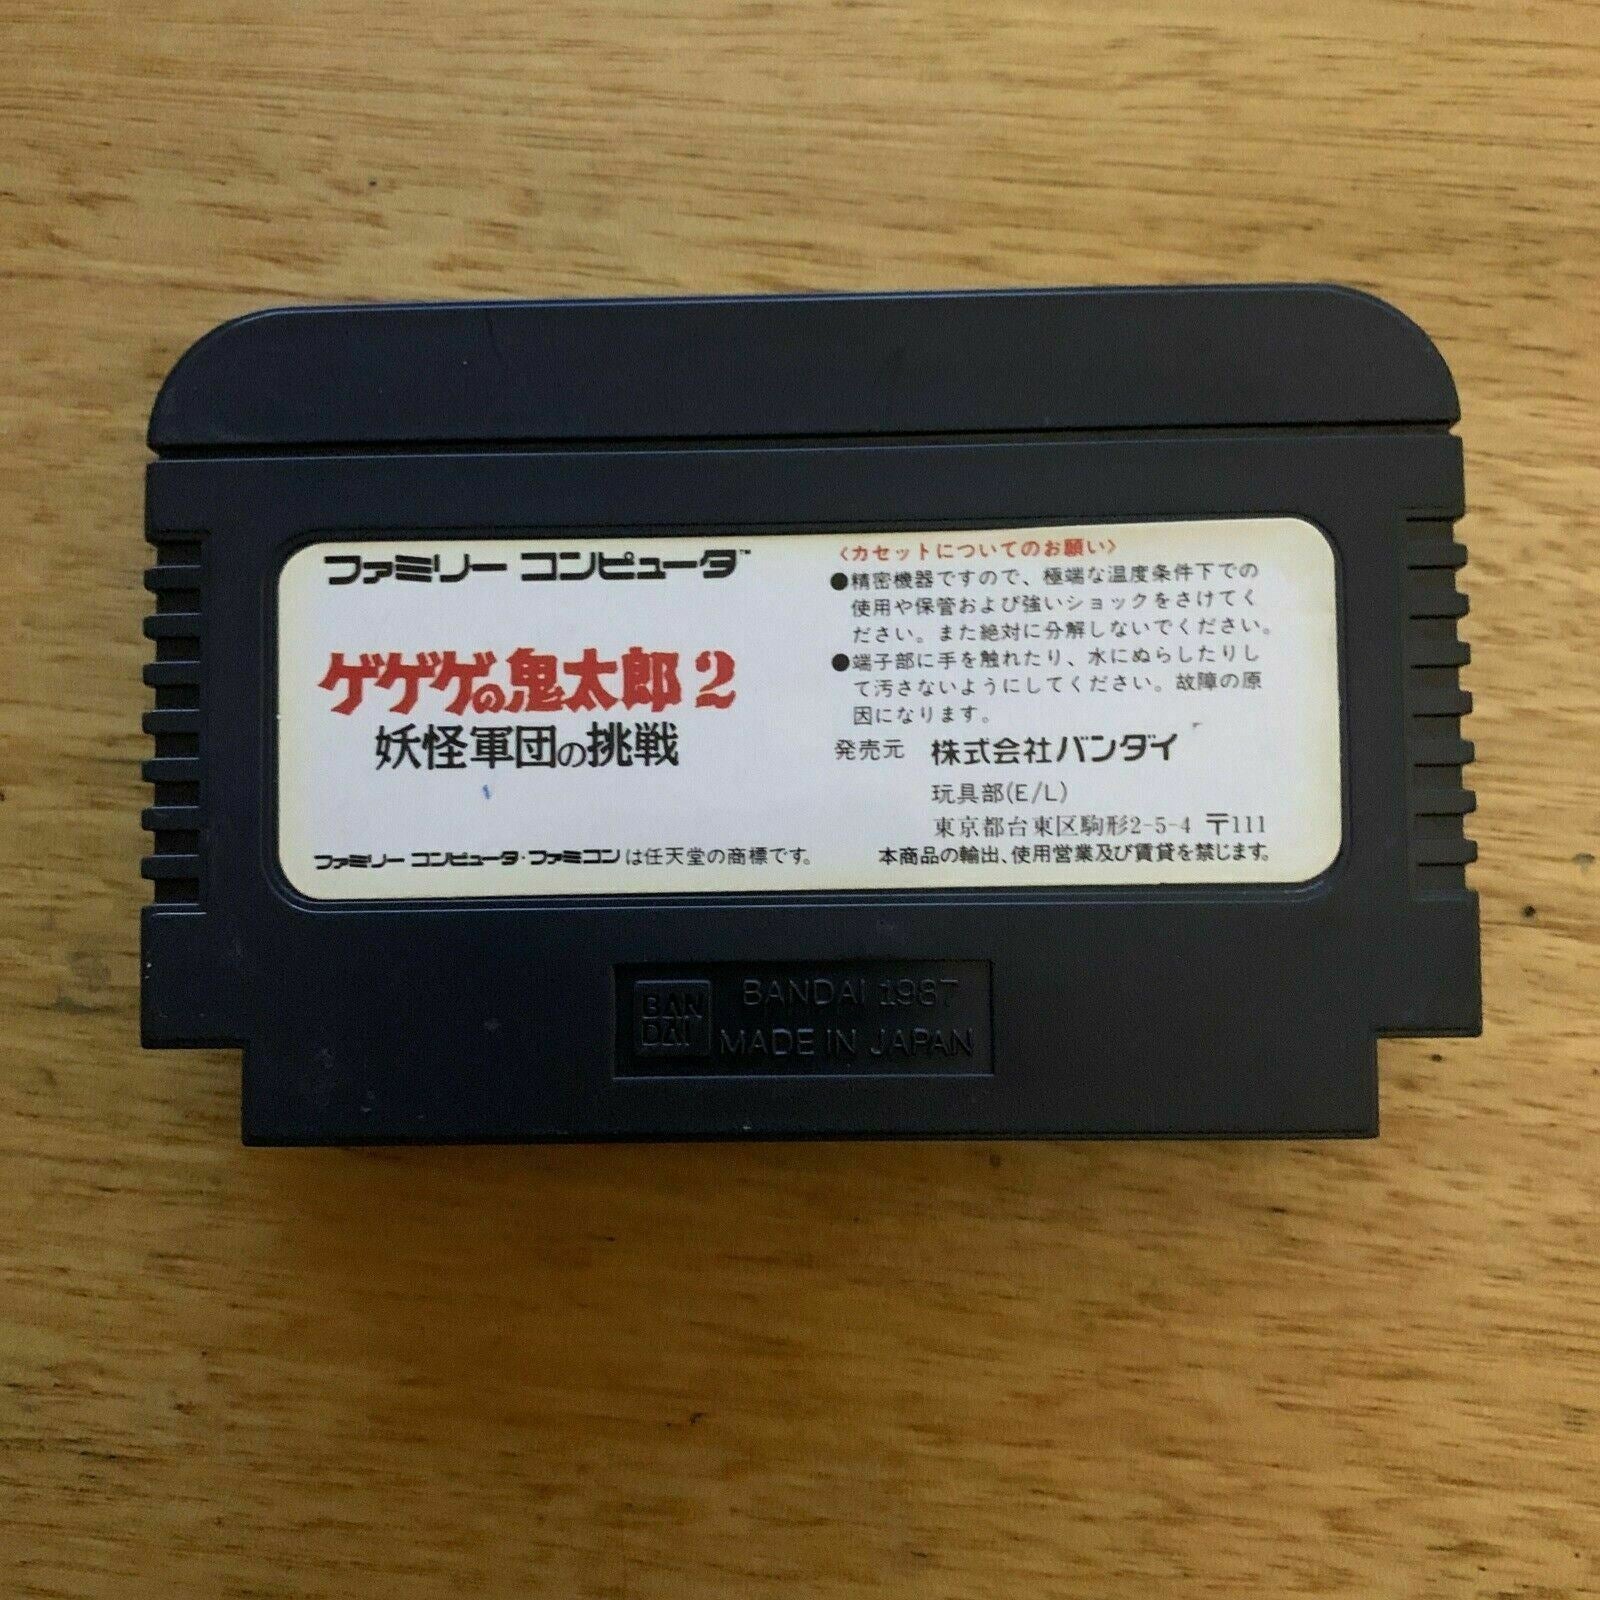 ファミリー コンピュータ™
ゲゲゲの鬼太郎2
妖怪軍団の挑戦
ファミリー コンピュータ・ファミコンは任天堂の商標です。
〈カセットについてのお願い〉
●精密機器ですので、極端な温度条件下での
使用や保管および強いショックをさけてく
ださい。また絶対に分解しないでください。
●端子部に手を触れたり、水にぬらしたりし
て汚さないようにしてください。故障の原
因になります。
発売元 株式会社バンダイ
玩具部(E/L)
東京都台東区駒形2-5-4 〒111
本商品の輸出、使用営業及び賃貸を禁じます。
BAN
DAI
BANDAI 1987
MADE IN JAPAN